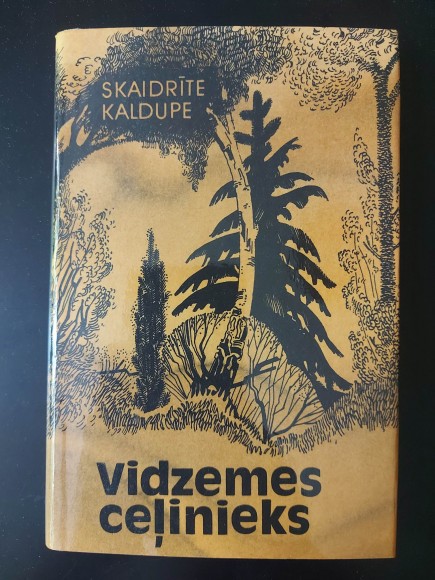 SKAIDRĪTE
KALDUPE
Vidzemes
ceļinieks